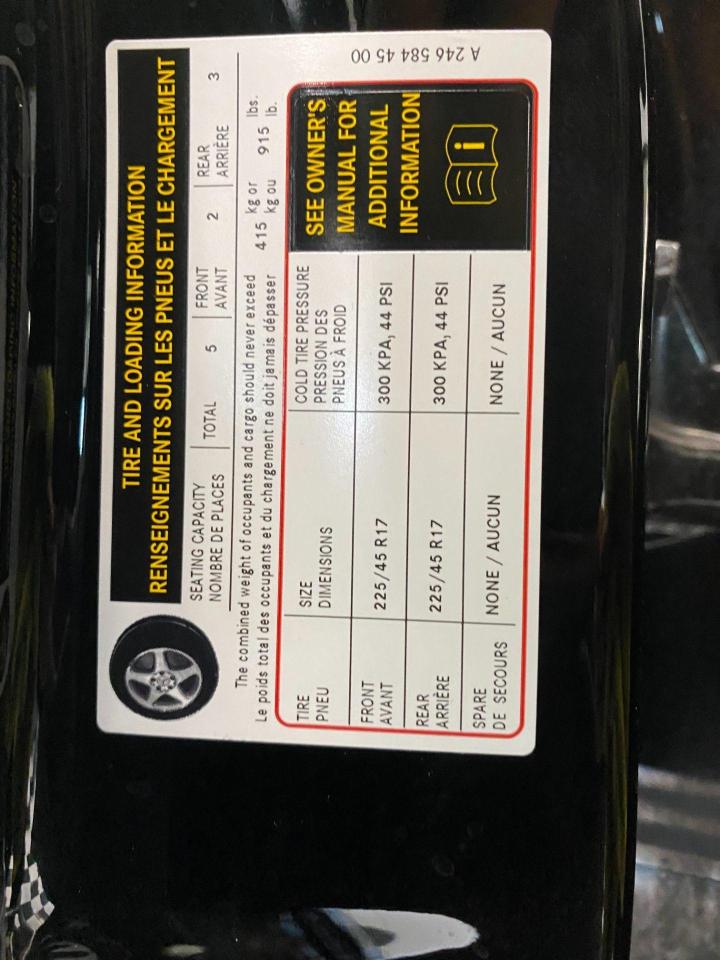 TIRE AND LOADING INFORMATION
RENSEIGNEMENTS SUR LES PNEUS ET LE CHARGEMENT
SEATING CAPACITY TOTAL 5 FRONT 2 REAR 3
NOMBRE DE PLACES AVANT ARRIÈRE
The combined weight of occupants and cargo should never exceed 415 kg or 915 lbs.
Le poids total des occupants et du chargement ne doit jamais dépasser kg ou lb.
TIRE SIZE COLD TIRE PRESSURE
PNEU DIMENSIONS PRESSION DES
PNEUS À FROID
FRONT 225/45 R17 300 KPA, 44 PSI
AVANT
REAR 225/45 R17 300 KPA, 44 PSI
ARRIÈRE
SPARE NONE / AUCUN NONE / AUCUN
DE SECOURS
SEE OWNER'S
MANUAL FOR
ADDITIONAL
INFORMATION
i
A 246 584 45 00